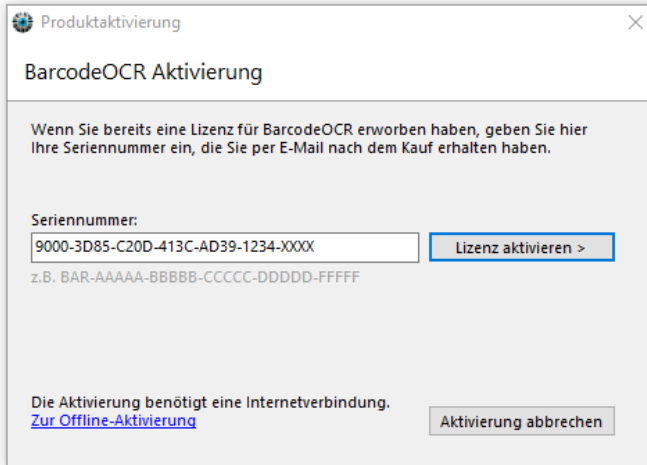 Produktaktivierung
BarcodeOCR Aktivierung
Wenn Sie bereits eine Lizenz für BarcodeOCR erworben haben, geben Sie hier
Ihre Seriennummer ein, die Sie per E-Mail nach dem Kauf erhalten haben.
Seriennummer:
9000-3D85-C20D-413C-AD39-1234-XXXX
Lizenz aktivieren >
z.B. BAR-AAAAA-BBBBB-CCCCC-DDDDD-FFFFF
Die Aktivierung benötigt eine Internetverbindung.
Zur Offline-Aktivierung
Aktivierung abbrechen